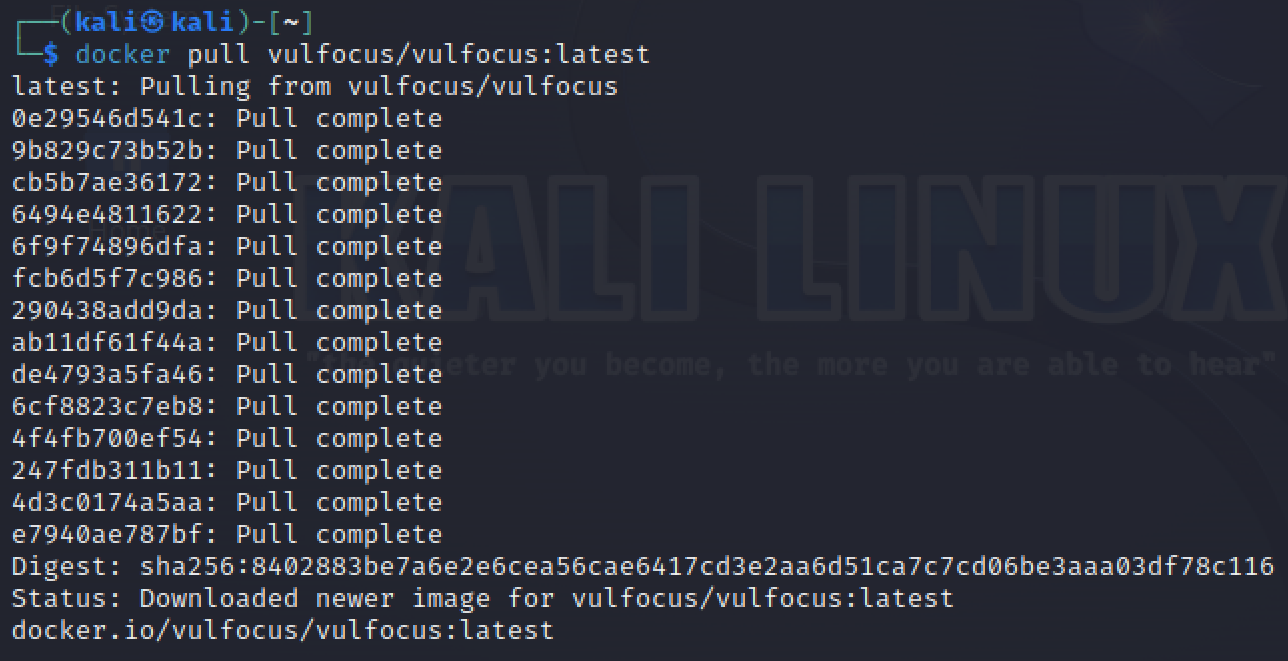 ┌──(kali㉿kali)-[~]
└─$ docker pull vulfocus/vulfocus:latest
latest: Pulling from vulfocus/vulfocus
0e29546d541c: Pull complete
9b829c73b52b: Pull complete
cb5b7ae36172: Pull complete
6494e4811622: Pull complete
6f9f74896dfa: Pull complete
fcb6d5f7c986: Pull complete
290438add9da: Pull complete
ab11df61f44a: Pull complete
de4793a5fa46: Pull complete
6cf8823c7eb8: Pull complete
4f4fb700ef54: Pull complete
247fdb311b11: Pull complete
4d3c0174a5aa: Pull complete
e7940ae787bf: Pull complete
Digest: sha256:8402883be7a6e2e6cea56cae6417cd3e2aa6d51ca7c7cd06be3aaa03df78c116
Status: Downloaded newer image for vulfocus/vulfocus:latest
docker.io/vulfocus/vulfocus:latest
Home
KALI LINUX
"the quieter you become, the more you are able to hear"